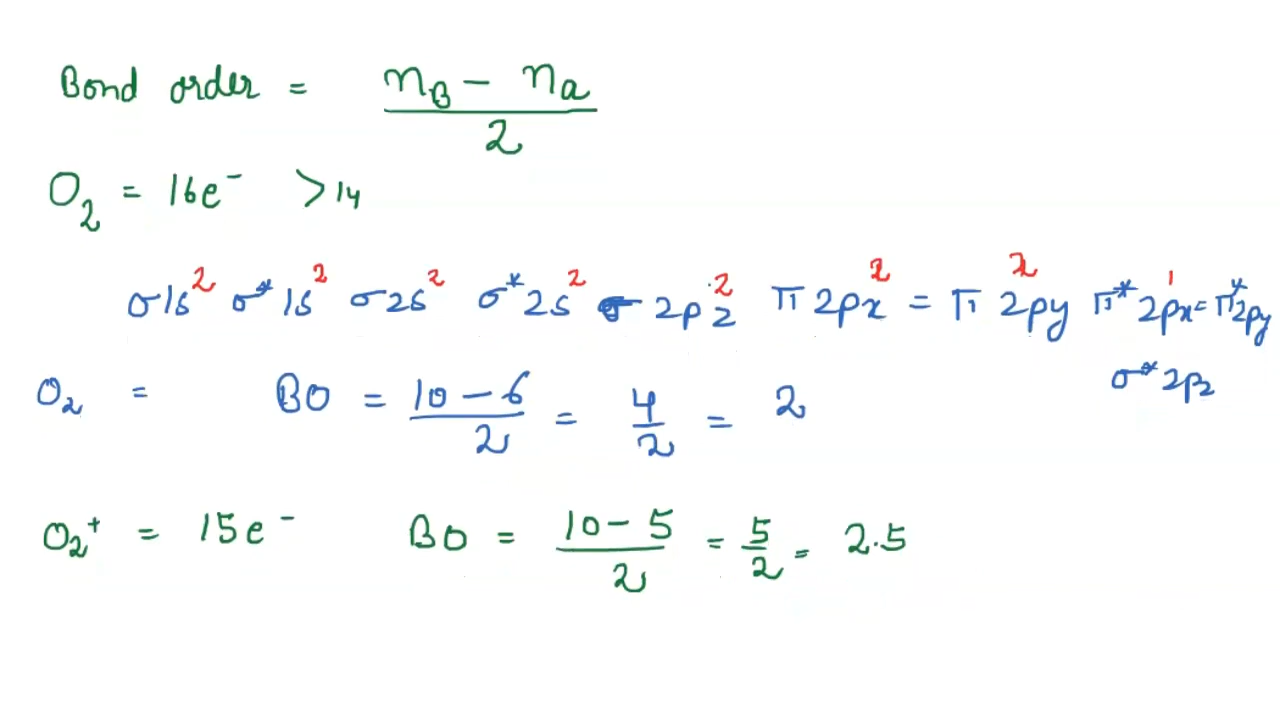 Bond order = (n_B − n_a)/2
O₂ = 16e⁻ > 14
σ1s² σ*1s² σ2s² σ*2s² σ2pz² π2px² = π2py² π*2px¹ = π*2py
σ*2pz
O₂ = BO = (10 − 6)/2 = 4/2 = 2
O₂⁺ = 15e⁻ BO = (10 − 5)/2 = 5/2 = 2.5